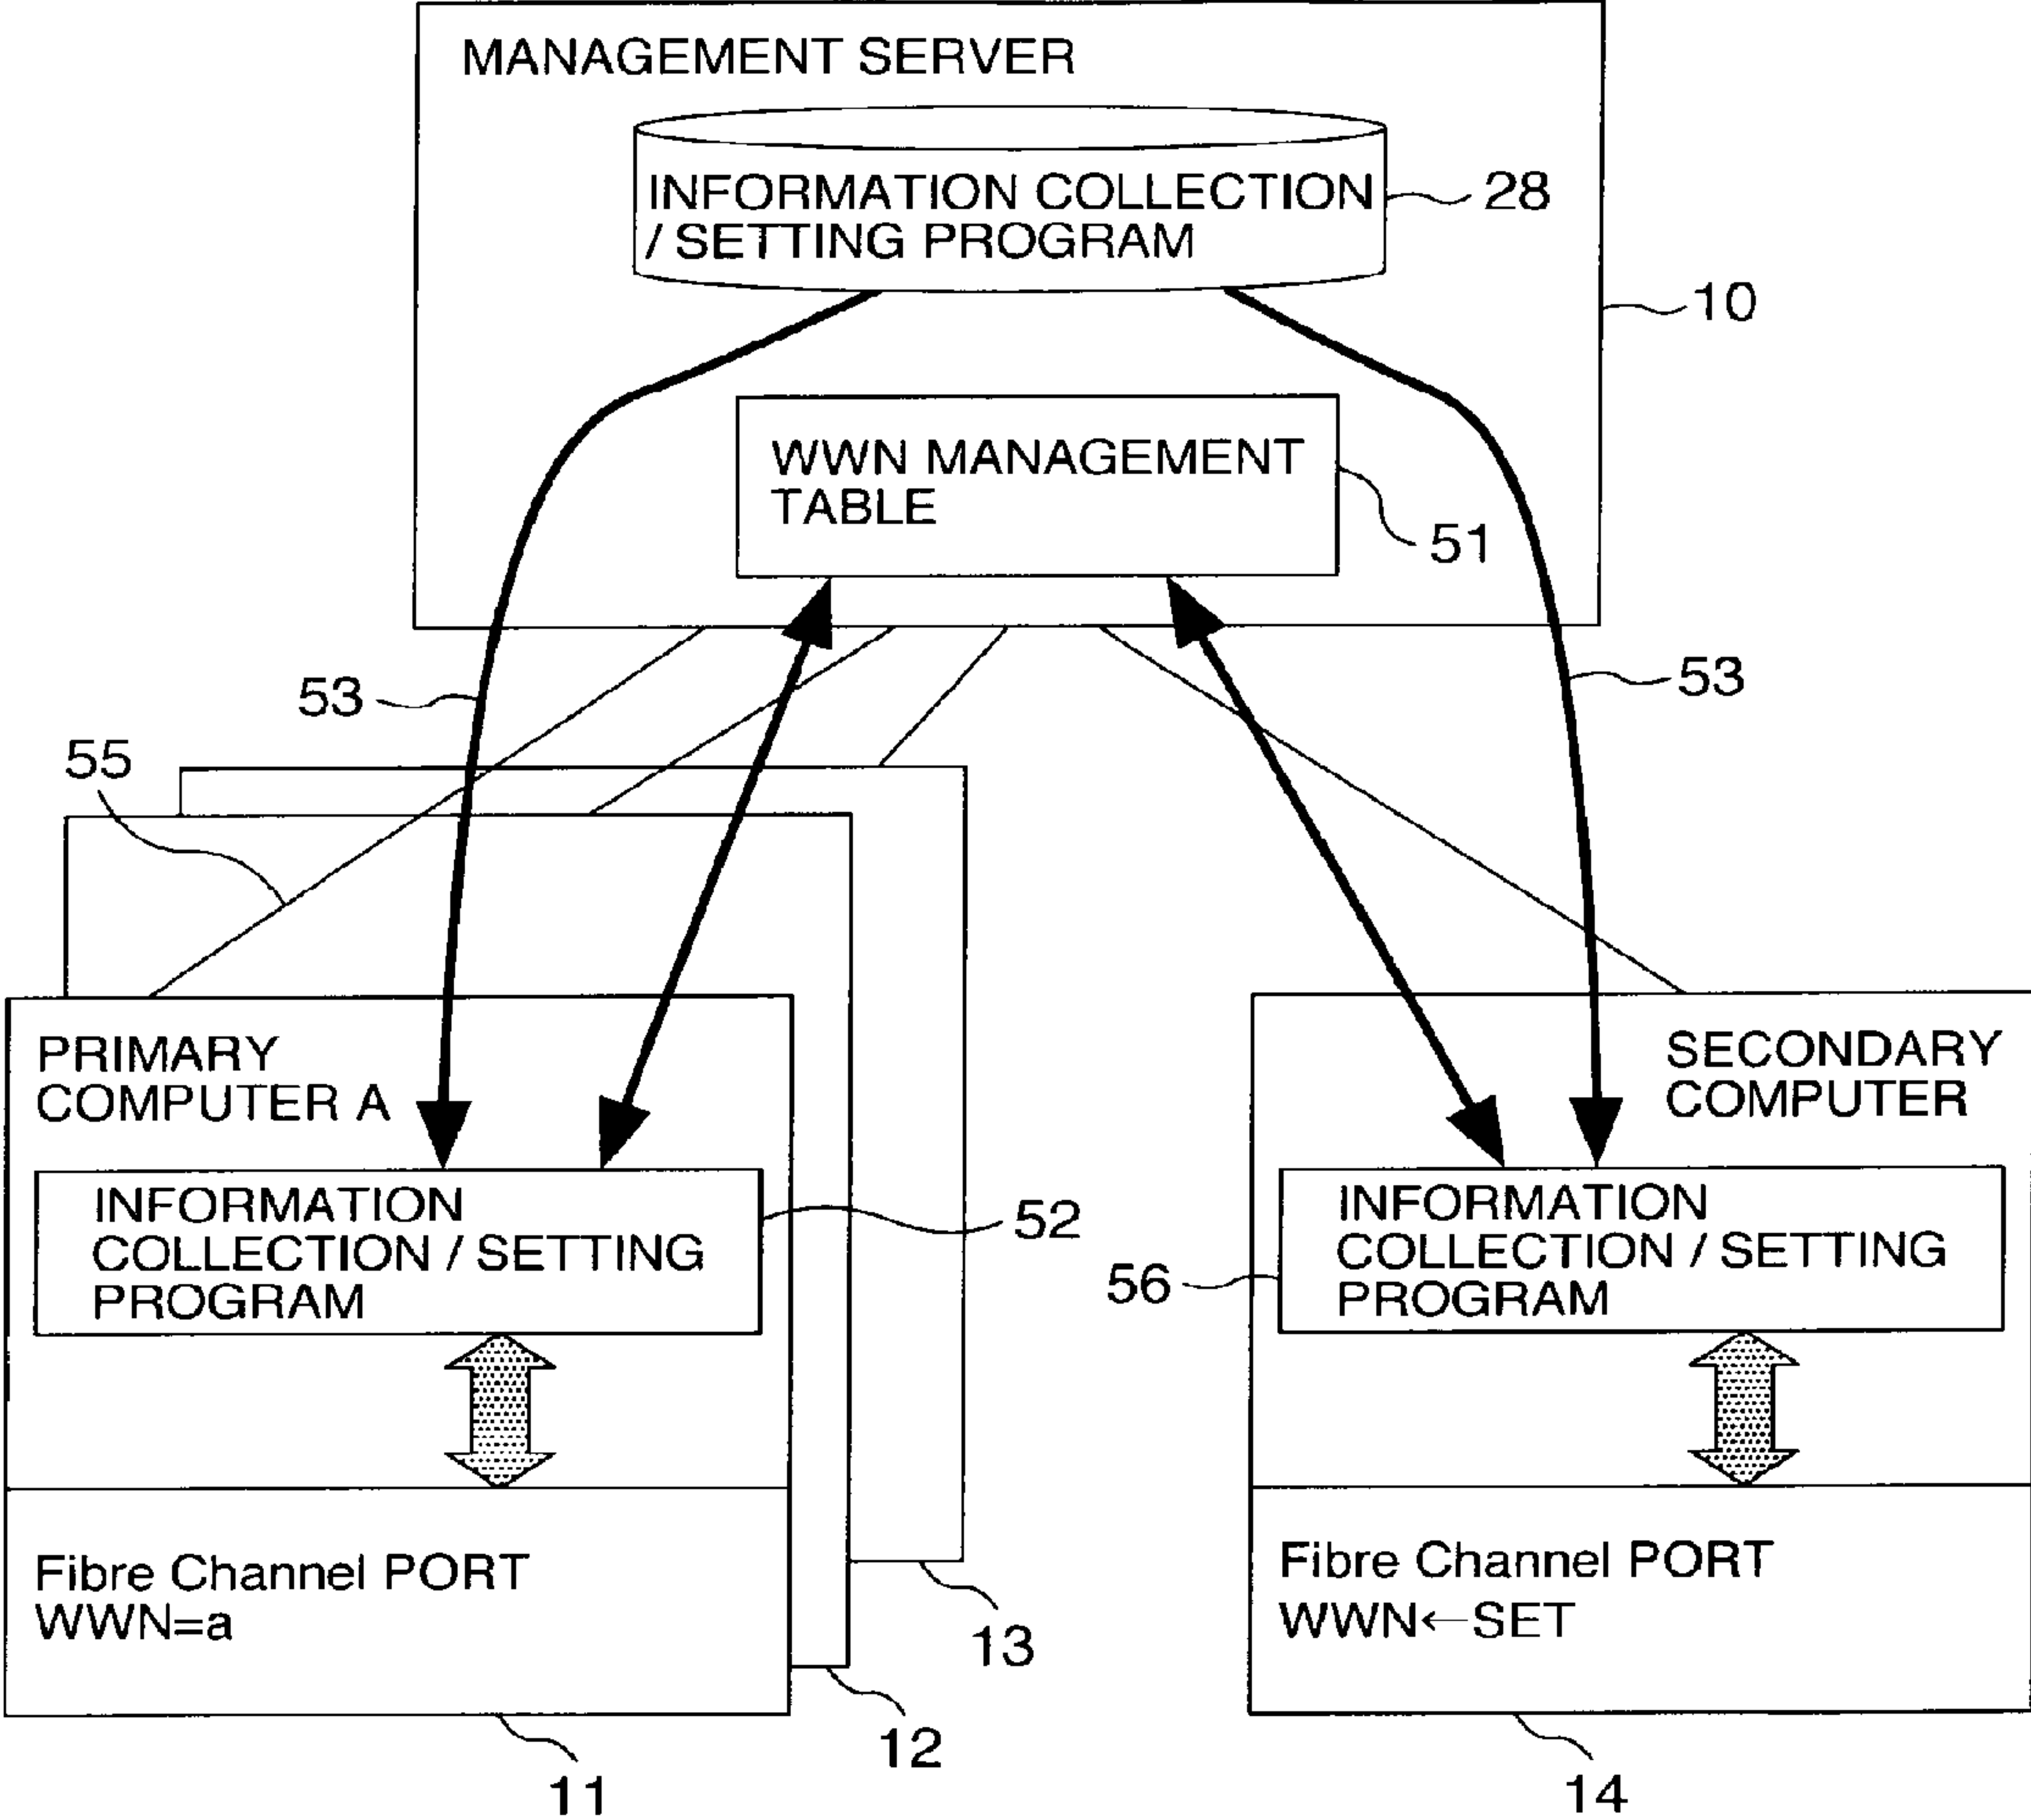 MANAGEMENT SERVER
INFORMATION COLLECTION
/ SETTING PROGRAM
28
10
WWN MANAGEMENT
TABLE
51
53
53
55
PRIMARY
COMPUTER A
SECONDARY
COMPUTER
INFORMATION
COLLECTION / SETTING
PROGRAM
52
56
INFORMATION
COLLECTION / SETTING
PROGRAM
Fibre Channel PORT
WWN=a
Fibre Channel PORT
WWN←SET
13
12
11
14